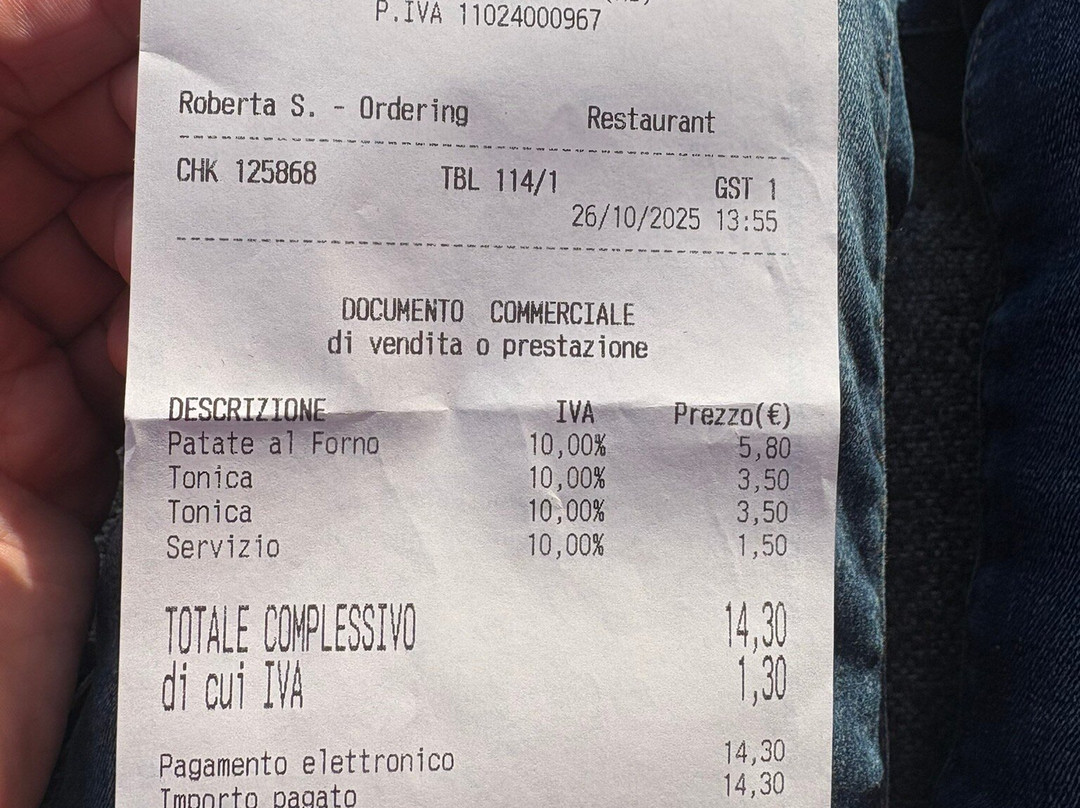 P.IVA 11024000967
Roberta S. - Ordering Restaurant
CHK 125868 TBL 114/1 GST 1
26/10/2025 13:55
DOCUMENTO COMMERCIALE
di vendita o prestazione
DESCRIZIONE IVA Prezzo(€)
Patate al Forno 10,00% 5,80
Tonica 10,00% 3,50
Tonica 10,00% 3,50
Servizio 10,00% 1,50
TOTALE COMPLESSIVO 14,30
di cui IVA 1,30
Pagamento elettronico 14,30
Importo pagato 14,30